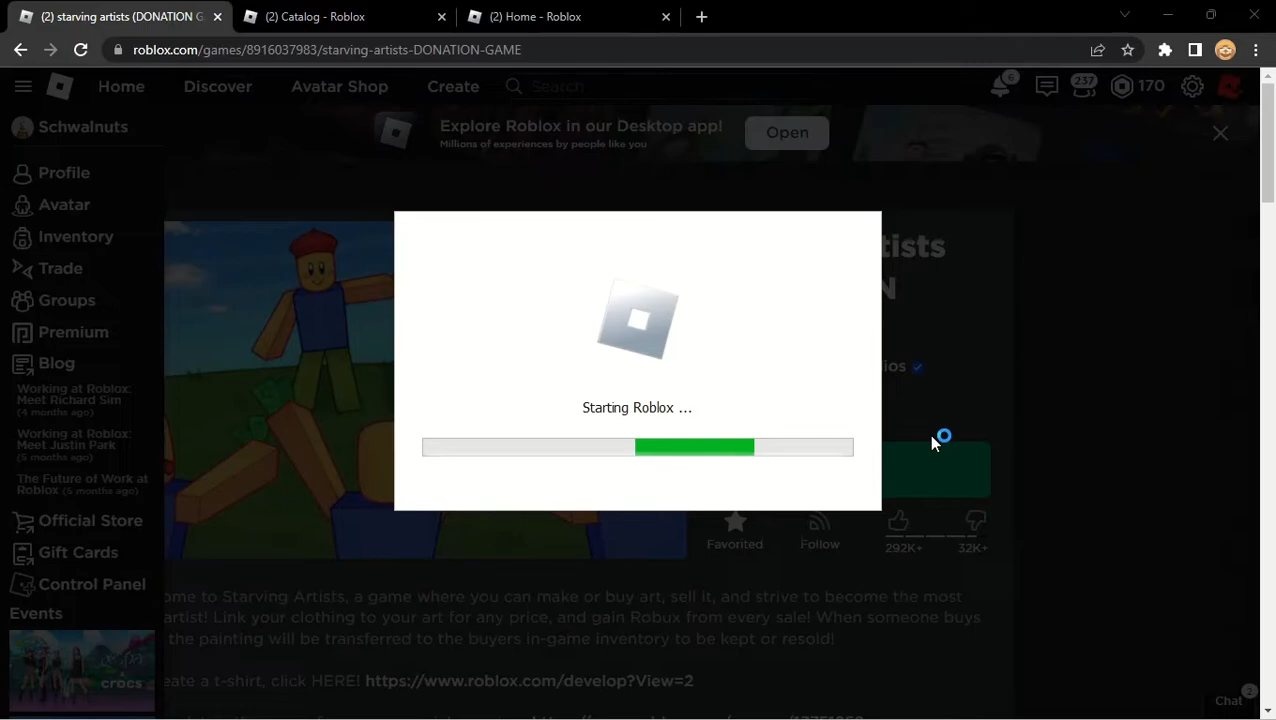 (2) starving artists (DONATION G
(2) Catalog - Roblox
(2) Home - Roblox
roblox.com/games/8916037983/starving-artists-DONATION-GAME
Home
Discover
Avatar Shop
Create
Search
6
237
170
Schwalnuts
Explore Roblox in our Desktop app!
Millions of experiences by people like you
Open
Profile
Avatar
Inventory
Trade
Groups
Premium
Blog
Working at Roblox:
Meet Richard Sim
(4 months ago)
Working at Roblox:
Meet Justin Park
(5 months ago)
The Future of Work at
Roblox (5 months ago)
Official Store
Gift Cards
Control Panel
Events
crocs
tists
N
ios
Starting Roblox ...
Favorited
Follow
292K+
32K+
ome to Starving Artists, a game where you can make or buy art, sell it, and strive to become the most
artist! Link your clothing to your art for any price, and gain Robux from every sale! When someone buys
the painting will be transferred to the buyers in-game inventory to be kept or resold!
eate a t-shirt, click HERE! https://www.roblox.com/develop?View=2
Chat
2